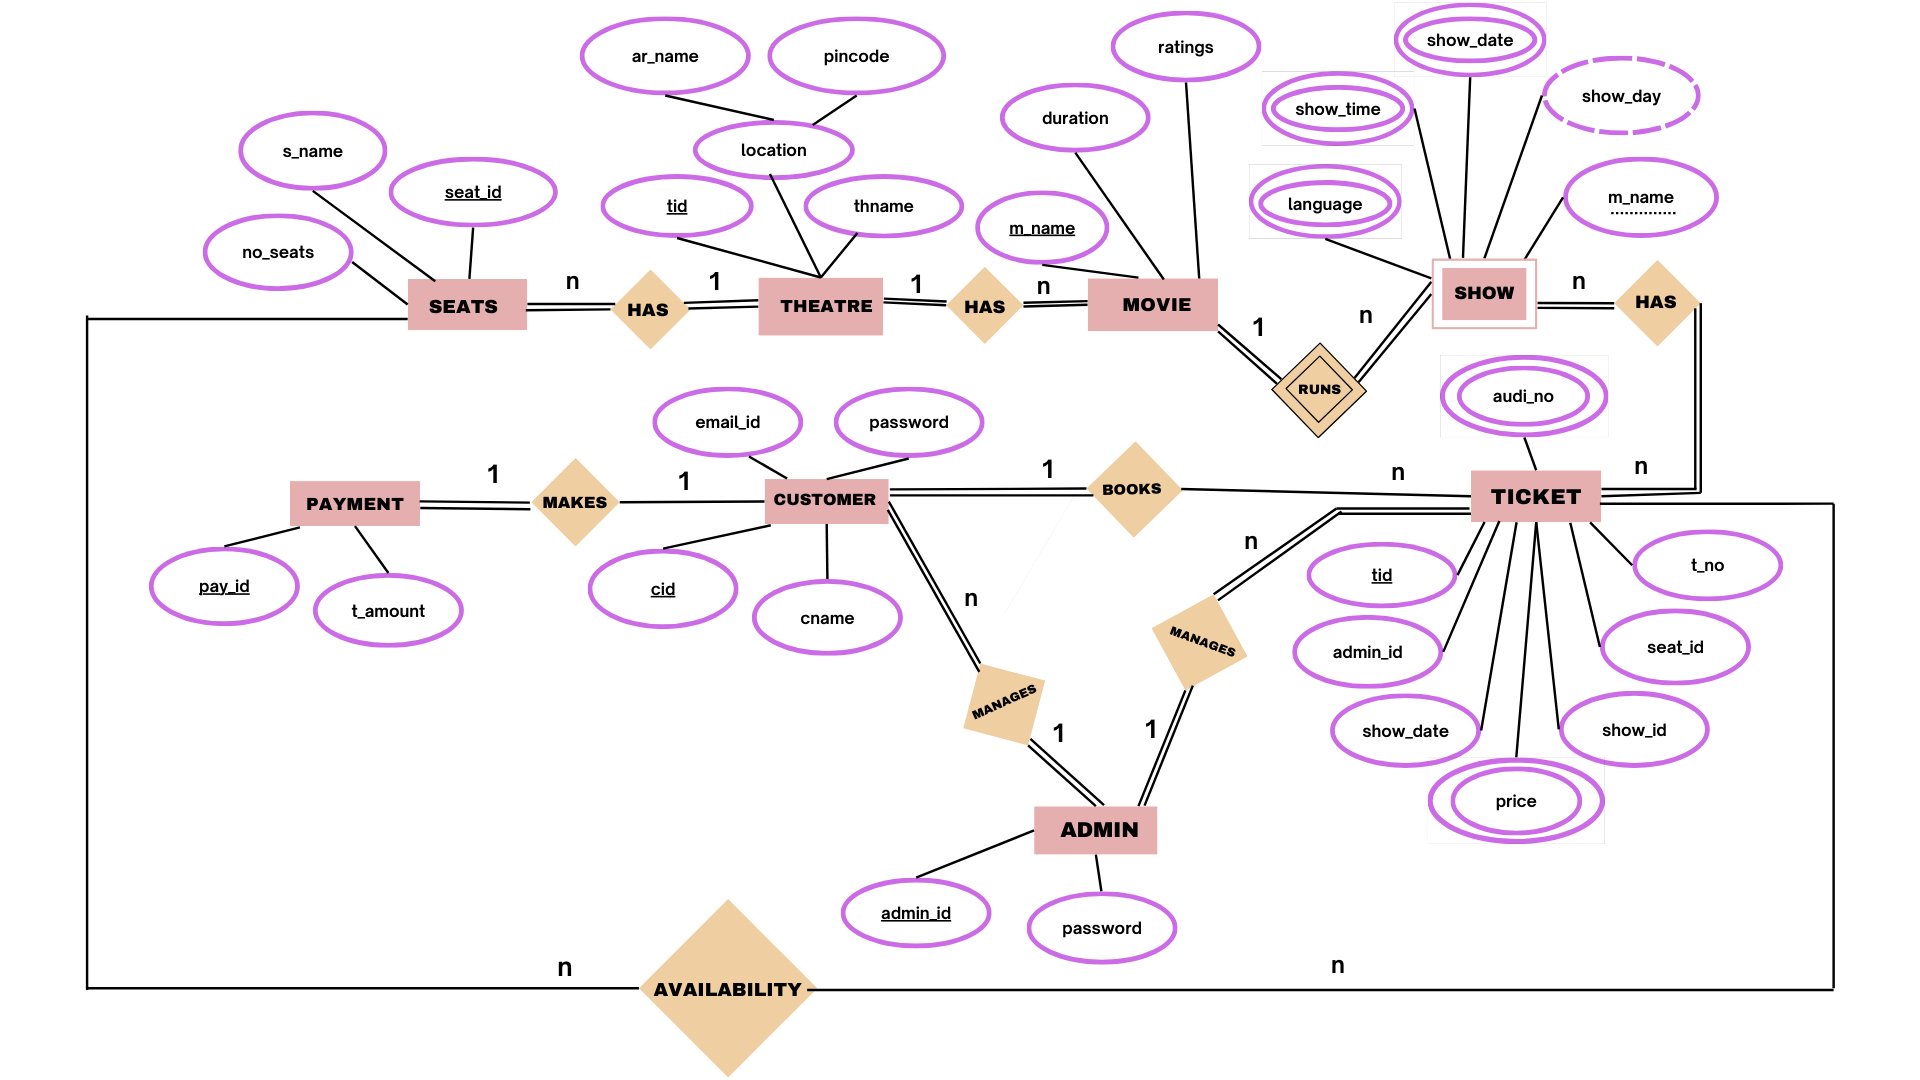 show_date
ratings
ar_name
pincode
show_day
show_time
duration
s_name
location
seat_id
m_name
language
tid
thname
m_name
no_seats
n
1
1
n
n
SEATS
HAS
THEATRE
HAS
MOVIE
SHOW
HAS
1
n
RUNS
audi_no
email_id
password
1
1
1
n
n
PAYMENT
MAKES
CUSTOMER
BOOKS
TICKET
n
n
pay_id
t_amount
cid
cname
tid
t_no
MANAGES
MANAGES
admin_id
seat_id
1
1
show_date
show_id
price
ADMIN
admin_id
password
n
n
AVAILABILITY